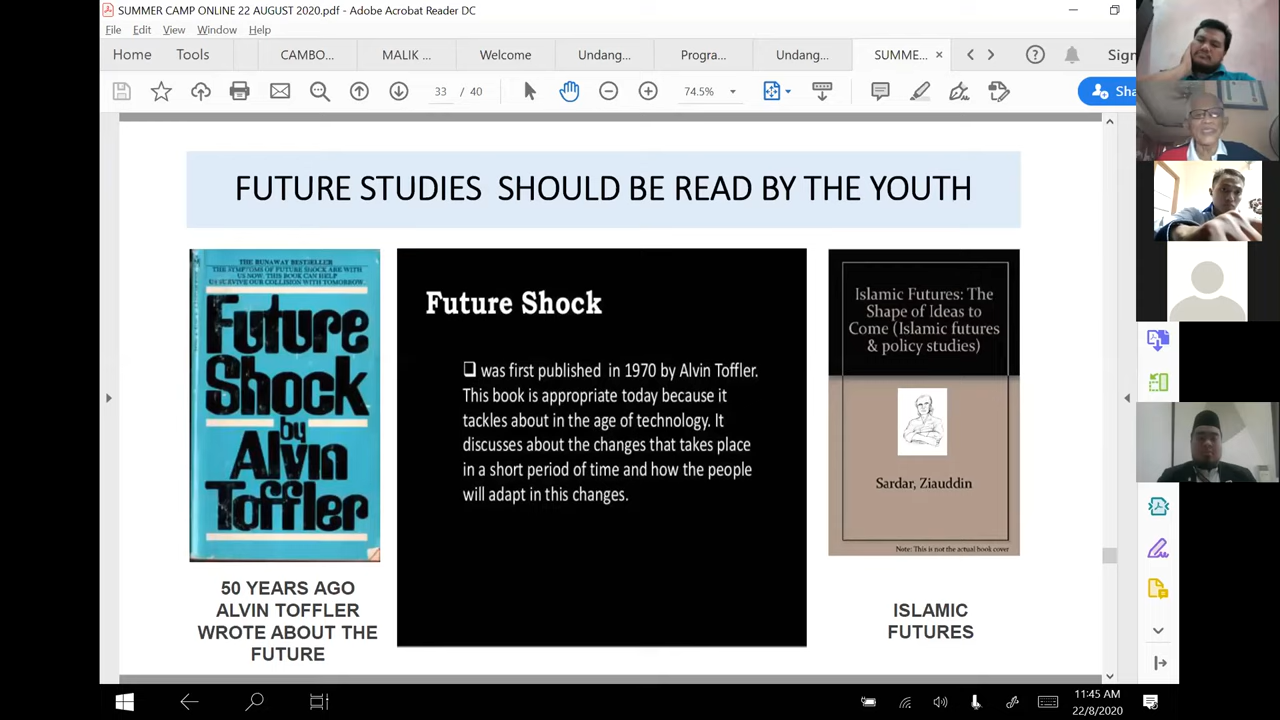 SUMMER CAMP ONLINE 22 AUGUST 2020.pdf - Adobe Acrobat Reader DC
File Edit View Window Help
Home Tools CAMBO... MALIK ... Welcome Undang... Progra... Undang... SUMME... × Sign
33 / 40 74.5% Sha
FUTURE STUDIES SHOULD BE READ BY THE YOUTH
THE RUNAWAY BESTSELLER
THE SYMPTOMS OF FUTURE SHOCK ARE WITH
US NOW. THIS BOOK CAN HELP
US SURVIVE OUR COLLISION WITH TOMORROW.
Future
Shock
by
Alvin
Toffler
50 YEARS AGO
ALVIN TOFFLER
WROTE ABOUT THE
FUTURE
Future Shock
was first published in 1970 by Alvin Toffler.
This book is appropriate today because it
tackles about in the age of technology. It
discusses about the changes that takes place
in a short period of time and how the people
will adapt in this changes.
Islamic Futures: The
Shape of Ideas to
Come (Islamic futures
& policy studies)
Sardar, Ziauddin
Note: This is not the actual book cover
ISLAMIC
FUTURES
11:45 AM
22/8/2020